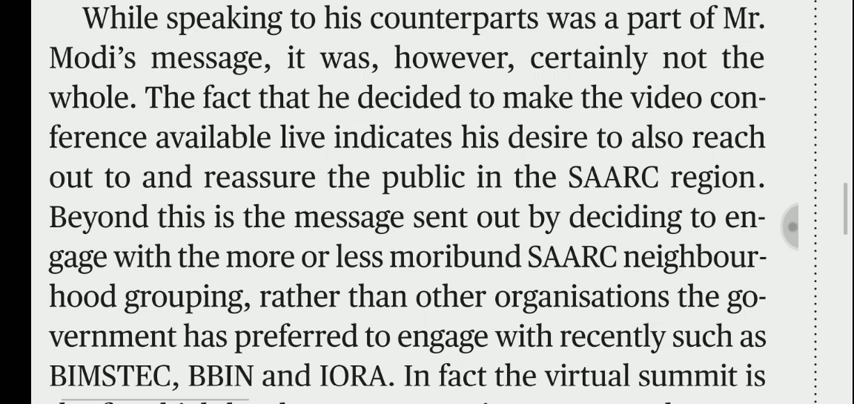 While speaking to his counterparts was a part of Mr.
Modi’s message, it was, however, certainly not the
whole. The fact that he decided to make the video con-
ference available live indicates his desire to also reach
out to and reassure the public in the SAARC region.
Beyond this is the message sent out by deciding to en-
gage with the more or less moribund SAARC neighbour-
hood grouping, rather than other organisations the go-
vernment has preferred to engage with recently such as
BIMSTEC, BBIN and IORA. In fact the virtual summit is